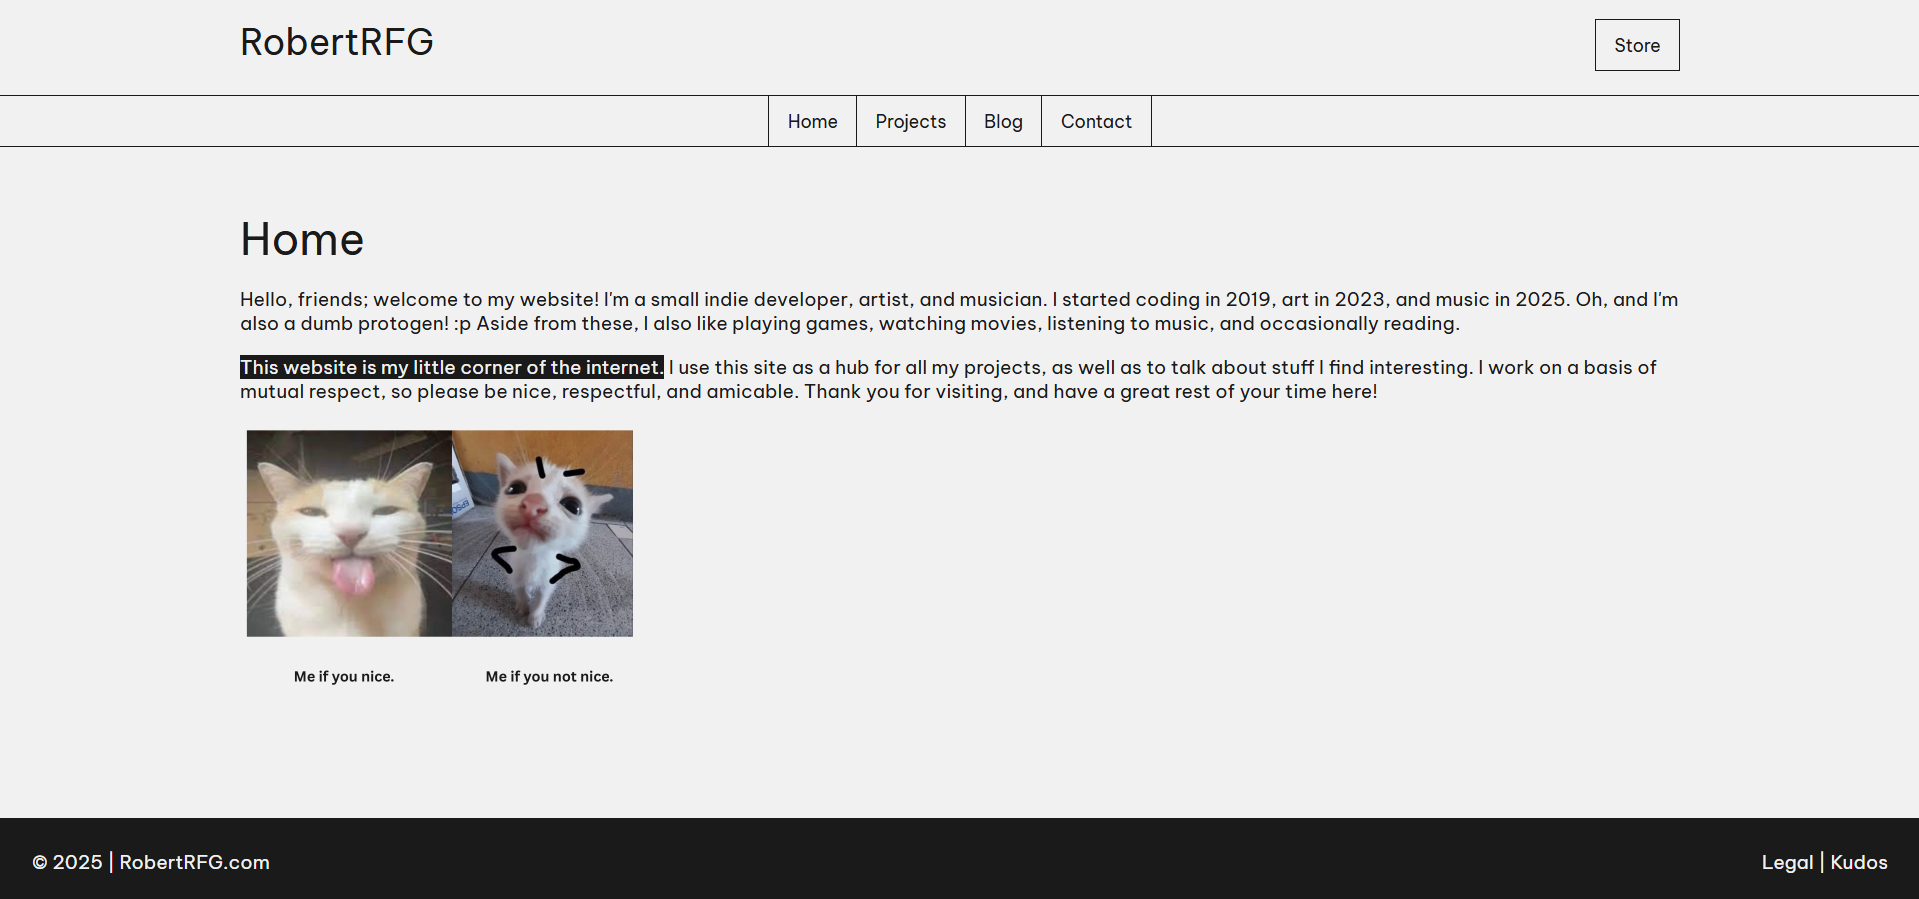 RobertRFG
Store
Home
Projects
Blog
Contact
Home
Hello, friends; welcome to my website! I'm a small indie developer, artist, and musician. I started coding in 2019, art in 2023, and music in 2025. Oh, and I'm
also a dumb protogen! :p Aside from these, I also like playing games, watching movies, listening to music, and occasionally reading.
This website is my little corner of the internet. I use this site as a hub for all my projects, as well as to talk about stuff I find interesting. I work on a basis of
mutual respect, so please be nice, respectful, and amicable. Thank you for visiting, and have a great rest of your time here!
Me if you nice.
Me if you not nice.
© 2025 | RobertRFG.com
Legal | Kudos